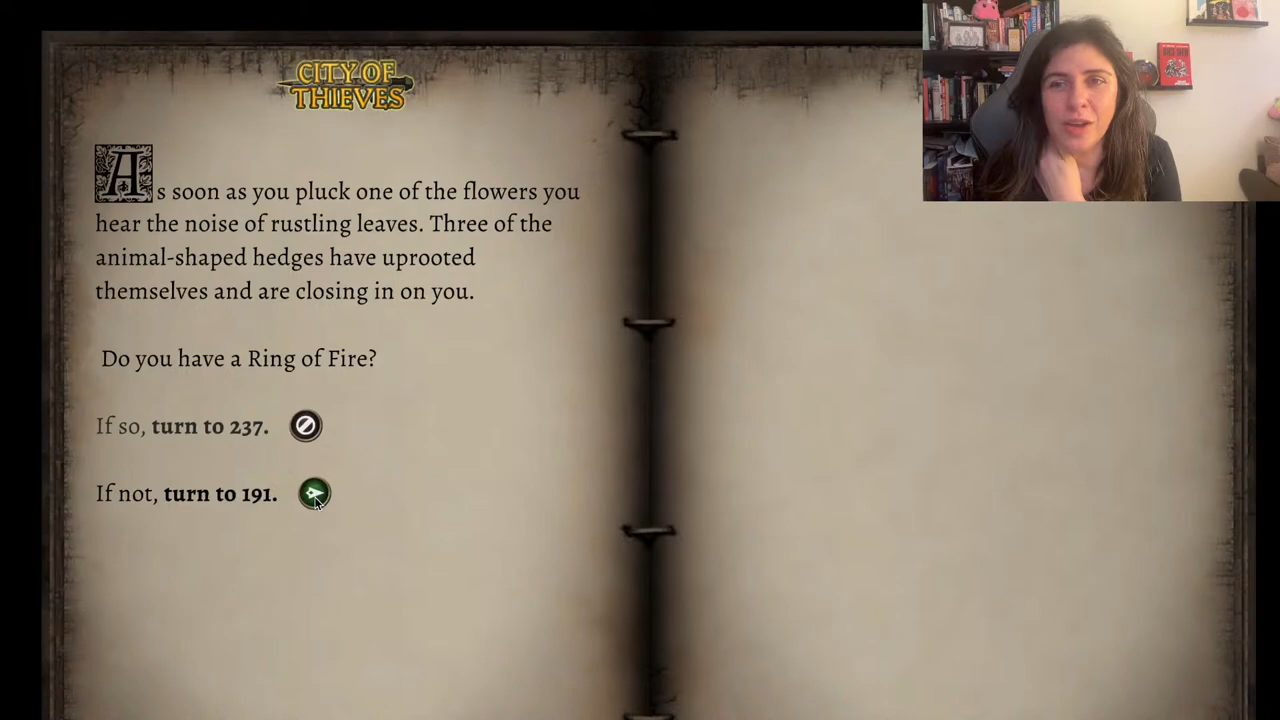 CITY OF
THIEVES
As soon as you pluck one of the flowers you
hear the noise of rustling leaves. Three of the
animal-shaped hedges have uprooted
themselves and are closing in on you.
Do you have a Ring of Fire?
If so, turn to 237.
If not, turn to 191.